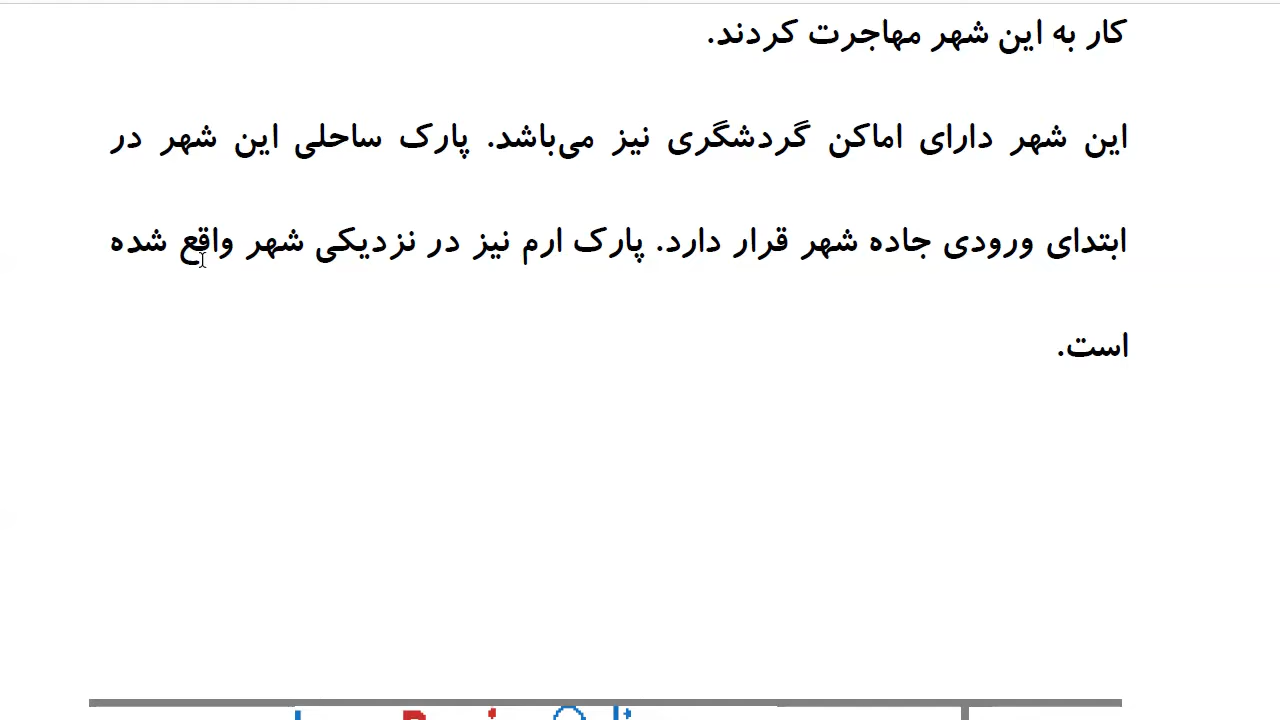 کار به این شهر مهاجرت کردند.
این شهر دارای اماکن گردشگری نیز می‌باشد. پارک ساحلی این شهر در
ابتدای ورودی جاده شهر قرار دارد. پارک ارم نیز در نزدیکی شهر واقع شده
است.